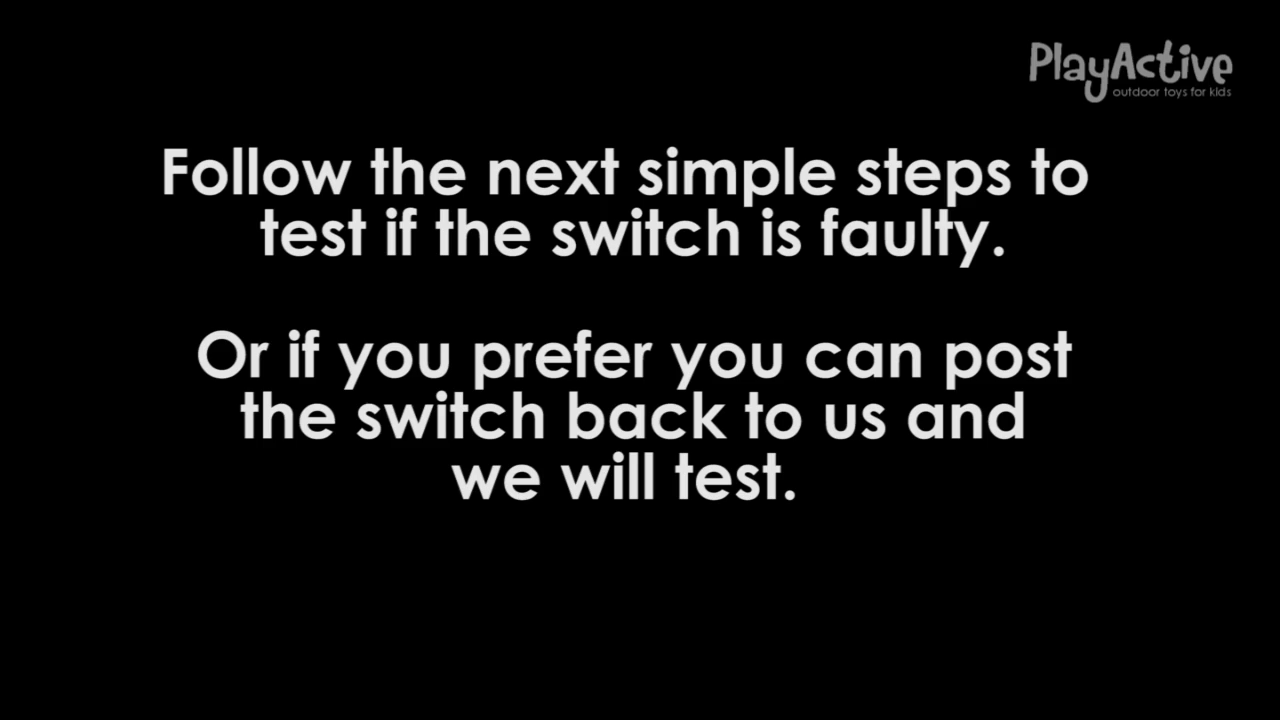 PlayActive
outdoor toys for kids
Follow the next simple steps to
test if the switch is faulty.
Or if you prefer you can post
the switch back to us and
we will test.